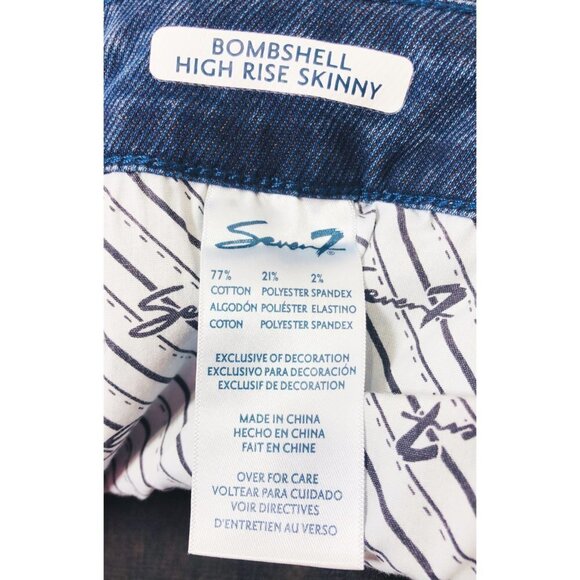 BOMBSHELL
HIGH RISE SKINNY
Seven7
77% 21% 2%
COTTON POLYESTER SPANDEX
ALGODÓN POLIÉSTER ELASTINO
COTON POLYESTER SPANDEX
EXCLUSIVE OF DECORATION
EXCLUSIVO PARA DECORACIÓN
EXCLUSIF DE DECORATION
MADE IN CHINA
HECHO EN CHINA
FAIT EN CHINE
OVER FOR CARE
VOLTEAR PARA CUIDADO
VOIR DIRECTIVES
D'ENTRETIEN AU VERSO
Seven7